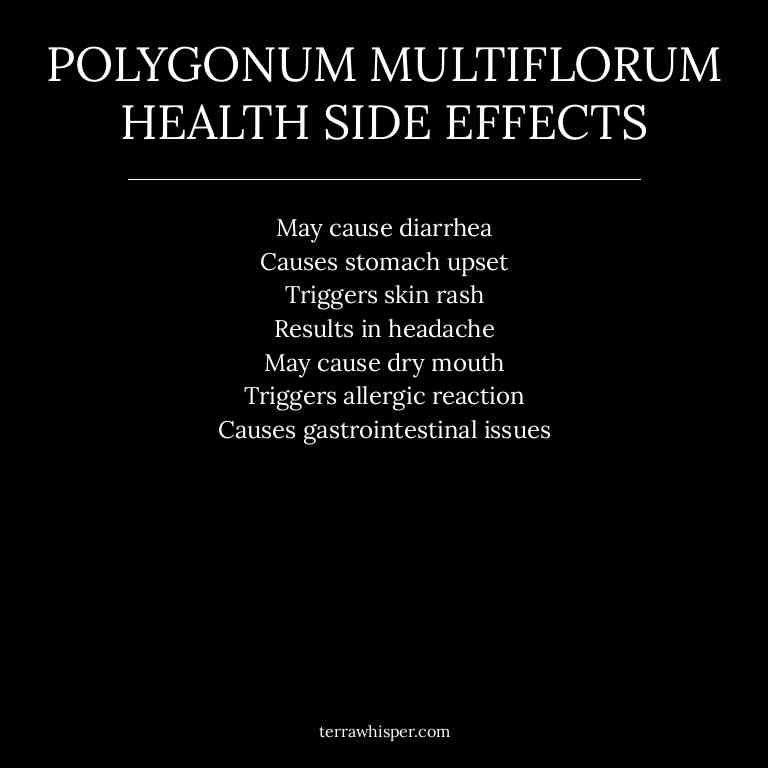 POLYGONUM MULTIFLORUM
HEALTH SIDE EFFECTS
May cause diarrhea
Causes stomach upset
Triggers skin rash
Results in headache
May cause dry mouth
Triggers allergic reaction
Causes gastrointestinal issues
terrawhisper.com